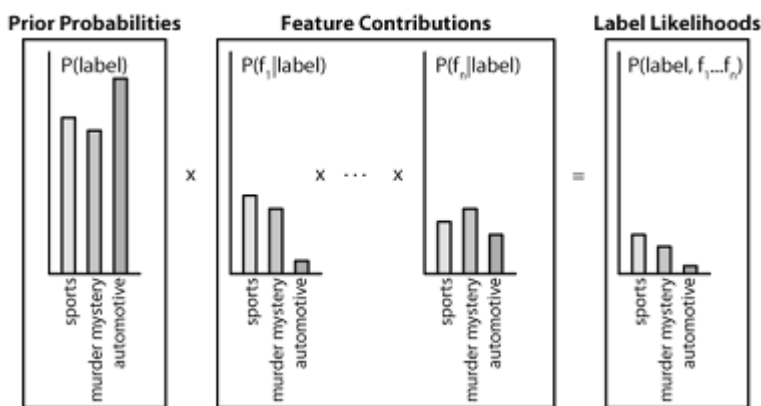 Prior Probabilities
Feature Contributions
Label Likelihoods
P(label)
P(f₁|label)
P(fₙ|label)
P(label, f₁...fₙ)
x
x ... x
=
sports
murder mystery
automotive
sports
murder mystery
automotive
sports
murder mystery
automotive
sports
murder mystery
automotive